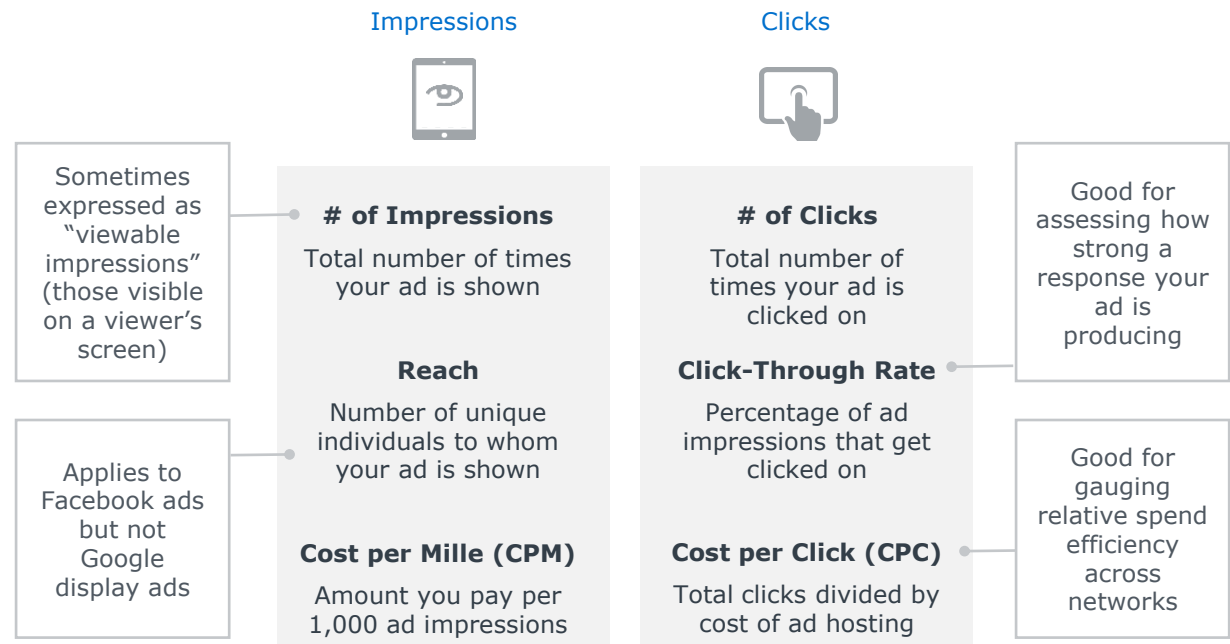 Impressions
Clicks
Sometimes
expressed as
“viewable
impressions”
(those visible
on a viewer’s
screen)
# of Impressions
Total number of times
your ad is shown
Reach
Number of unique
individuals to whom
your ad is shown
Applies to
Facebook ads
but not
Google
display ads
Cost per Mille (CPM)
Amount you pay per
1,000 ad impressions
# of Clicks
Total number of
times your ad is
clicked on
Click-Through Rate
Percentage of ad
impressions that get
clicked on
Cost per Click (CPC)
Total clicks divided by
cost of ad hosting
Good for
assessing how
strong a
response your
ad is
producing
Good for
gauging
relative spend
efficiency
across
networks